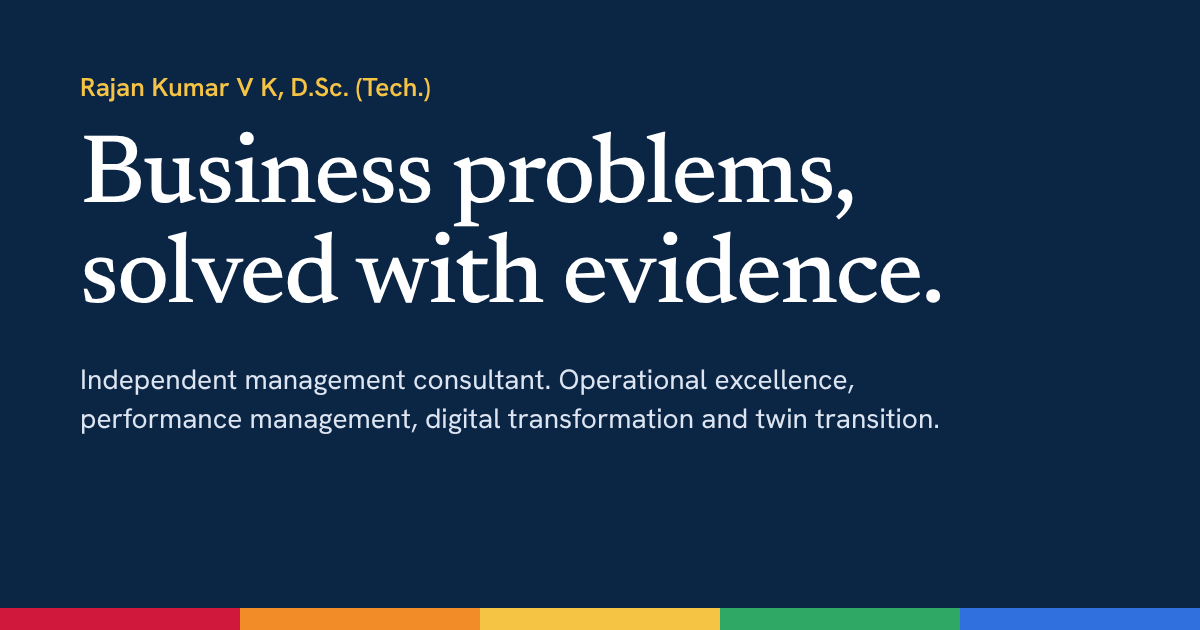 Rajan Kumar V K, D.Sc. (Tech.)
Business problems,
solved with evidence.
Independent management consultant. Operational excellence,
performance management, digital transformation and twin transition.